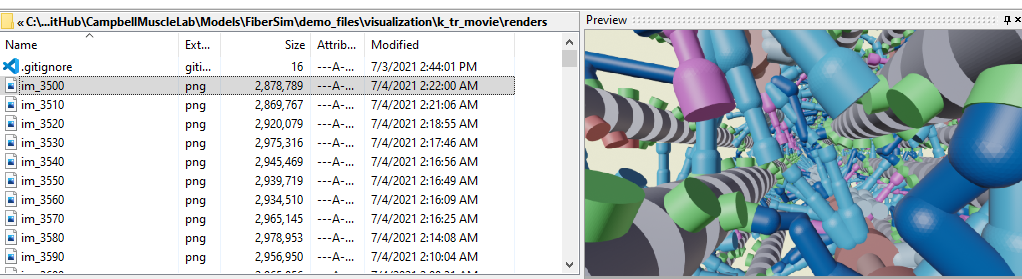 « C:\...itHub\CampbellMuscleLab\Models\FiberSim\demo_files\visualization\k_tr_movie\renders
Preview
Name Ext... Size Attrib... Modified
.gitignore giti... 16 ---A-... 7/3/2021 2:44:01 PM
im_3500 png 2,878,789 ---A-... 7/4/2021 2:22:00 AM
im_3510 png 2,869,767 ---A-... 7/4/2021 2:21:06 AM
im_3520 png 2,920,079 ---A-... 7/4/2021 2:18:55 AM
im_3530 png 2,975,316 ---A-... 7/4/2021 2:17:46 AM
im_3540 png 2,945,469 ---A-... 7/4/2021 2:16:56 AM
im_3550 png 2,939,719 ---A-... 7/4/2021 2:16:49 AM
im_3560 png 2,934,510 ---A-... 7/4/2021 2:16:09 AM
im_3570 png 2,965,145 ---A-... 7/4/2021 2:16:25 AM
im_3580 png 2,978,953 ---A-... 7/4/2021 2:14:08 AM
im_3590 png 2,956,950 ---A-... 7/4/2021 2:10:04 AM